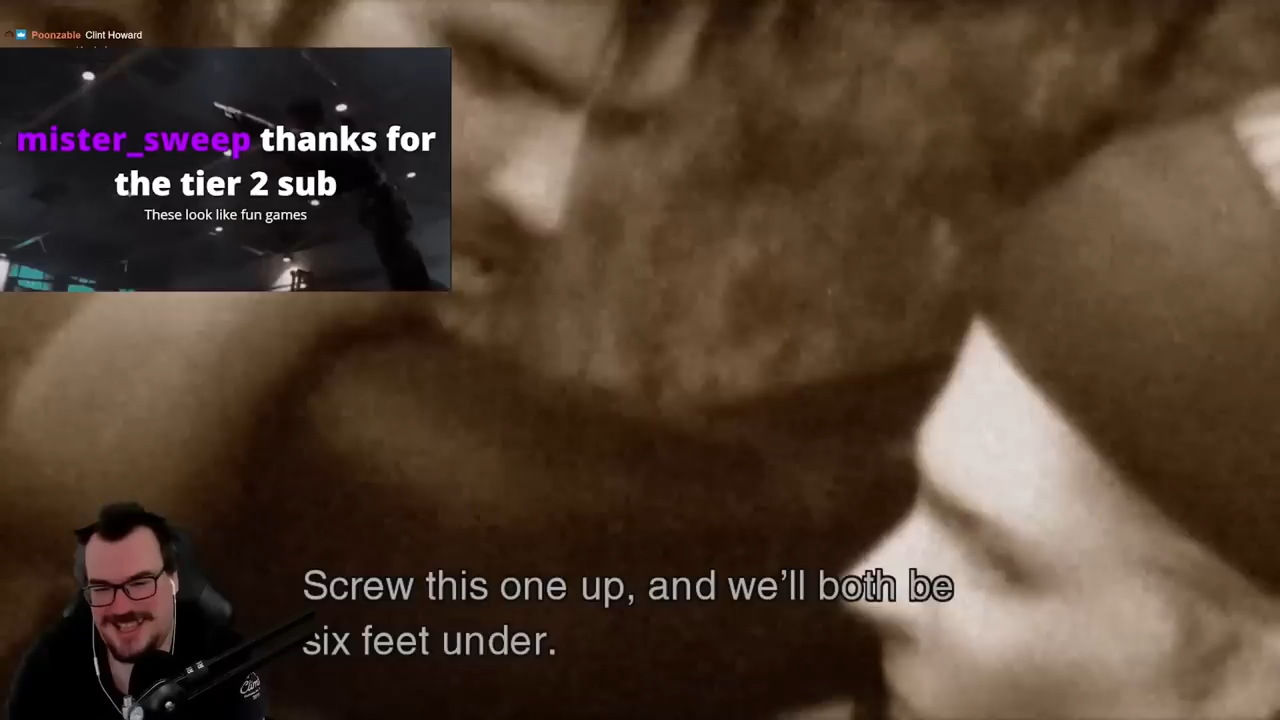 Poonzable Clint Howard
mister_sweep thanks for
the tier 2 sub
These look like fun games
Screw this one up, and we'll both be
six feet under.